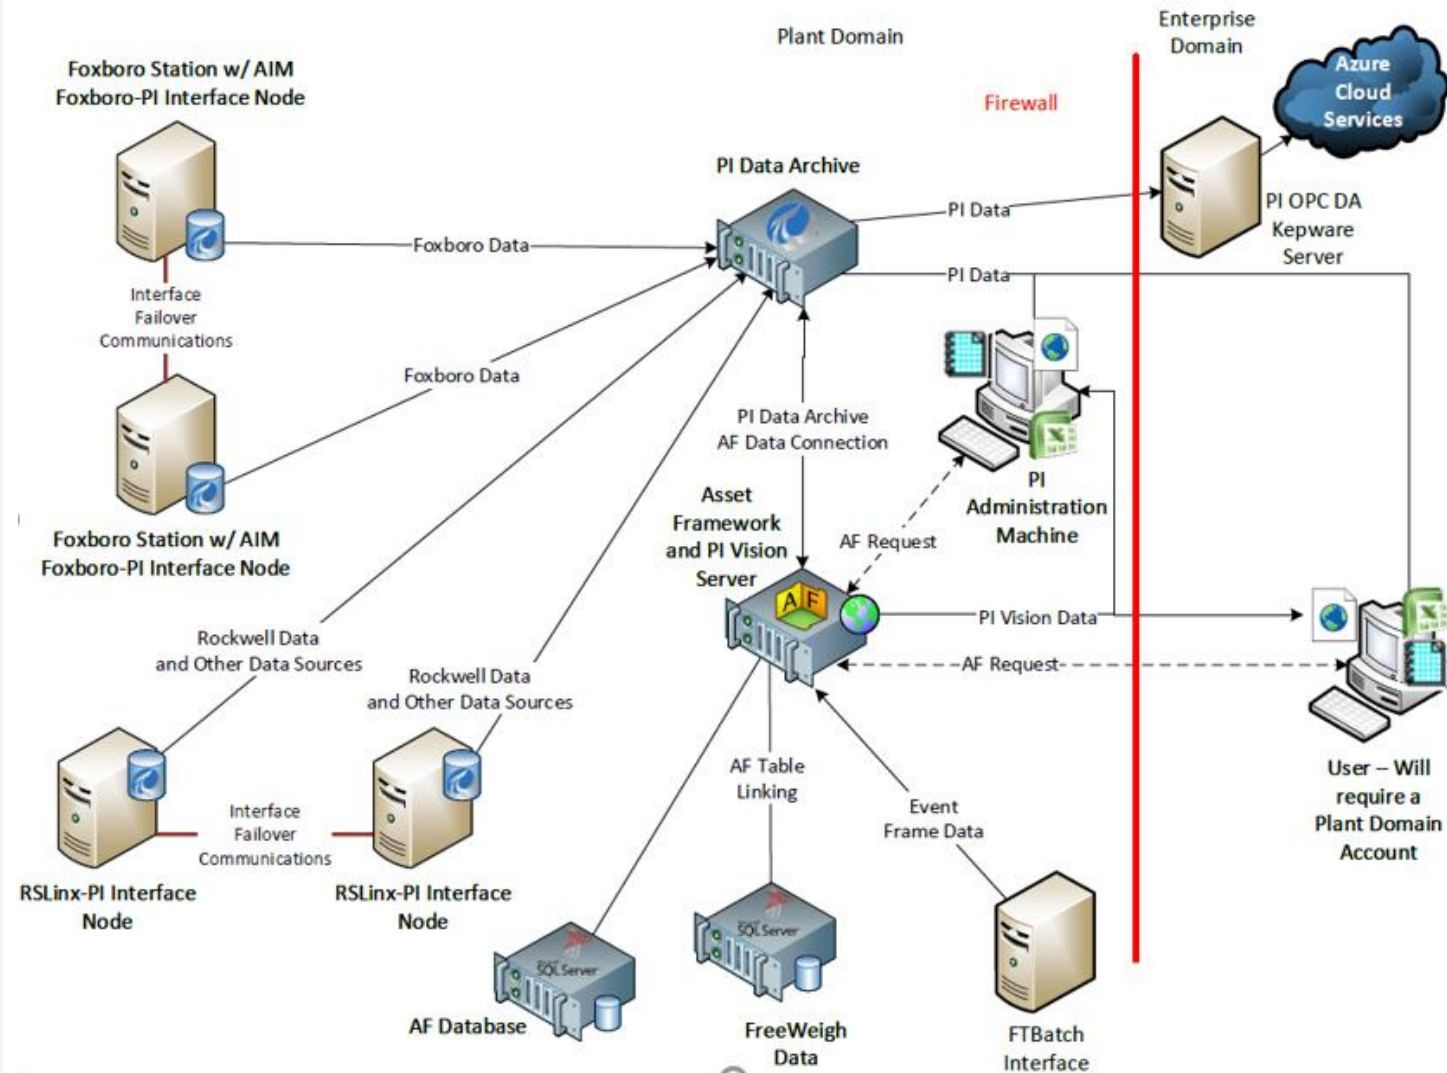 Plant Domain
Enterprise
Domain
Firewall
Azure
Cloud
Services
Foxboro Station w/ AIM
Foxboro-PI Interface Node
PI Data Archive
PI Data
PI OPC DA
Kepware
Server
Foxboro Data
PI Data
Interface
Failover
Communications
Foxboro Data
PI Data Archive
AF Data Connection
PI
Administration
Machine
Asset
Framework
and PI Vision
Server
AF Request
Foxboro Station w/ AIM
Foxboro-PI Interface Node
A F
PI Vision Data
Rockwell Data
and Other Data Sources
AF Request
Rockwell Data
and Other Data Sources
User – Will
require a
Plant Domain
Account
AF Table
Linking
Event
Frame Data
Interface
Failover
Communications
RSLinx-PI Interface
Node
RSLinx-PI Interface
Node
SQL Server
SQL Server
AF Database
FreeWeigh
Data
FTBatch
Interface